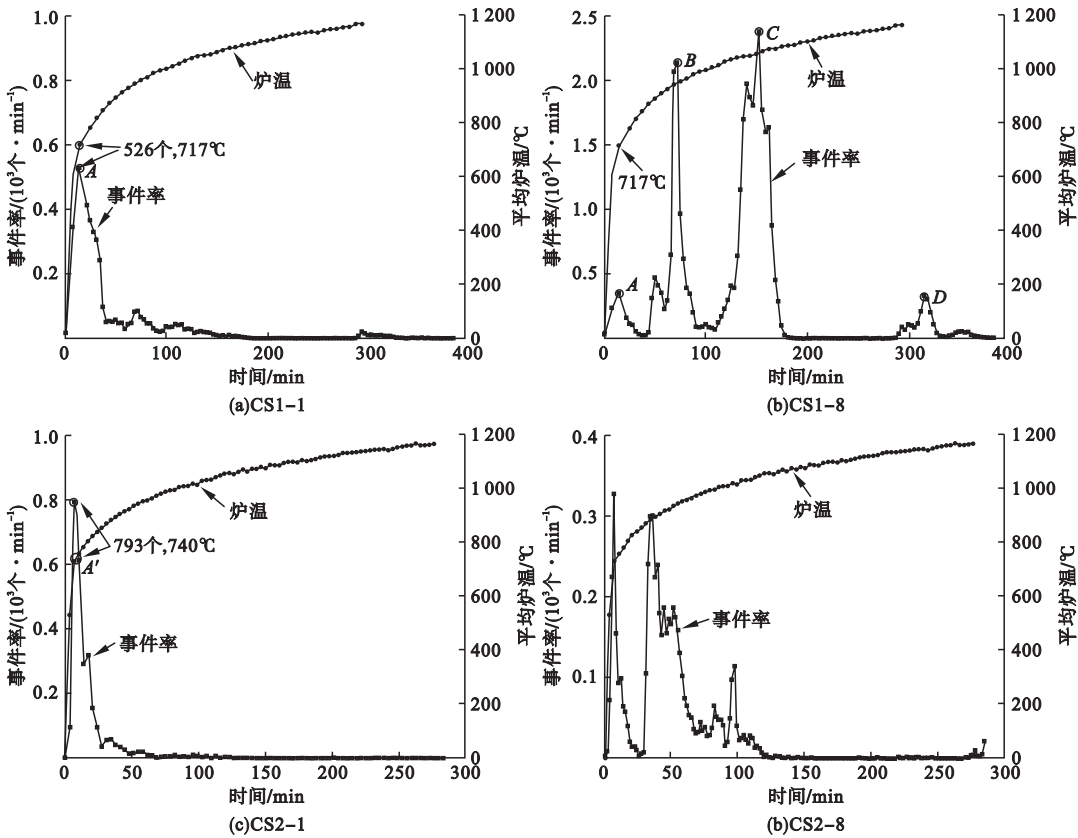 1.0
0.8
0.6
0.4
0.2
事件率/(10³个·min⁻¹)
1 200
1 000
800
600
400
200
0
平均炉温/℃
炉温
526个,717℃
A
事件率
0
100
200
300
400
时间/min
(a)CS1-1
2.5
2.0
1.5
1.0
0.5
0
事件率/(10³个·min⁻¹)
1 200
1 000
800
600
400
200
0
平均炉温/℃
B
C
炉温
717℃
事件率
A
D
0
100
200
300
400
时间/min
(b)CS1-8
1.0
0.8
0.6
0.4
0.2
事件率/(10³个·min⁻¹)
1 200
1 000
800
600
400
200
0
平均炉温/℃
炉温
793个,740℃
A′
事件率
0
50
100
150
200
250
300
时间/min
(c)CS2-1
0.4
0.3
0.2
0.1
事件率/(10³个·min⁻¹)
1 200
1 000
800
600
400
200
0
平均炉温/℃
炉温
事件率
0
50
100
150
200
250
300
时间/min
(b)CS2-8